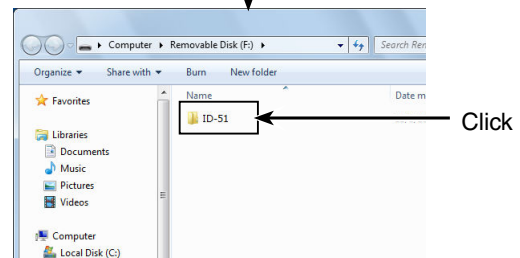 Computer ▸ Removable Disk (F:) ▸ Search Ren
Organize Share with Burn New folder
Favorites
Libraries
Documents
Music
Pictures
Videos
Computer
Local Disk (C:)
Name Date m
ID-51
Click